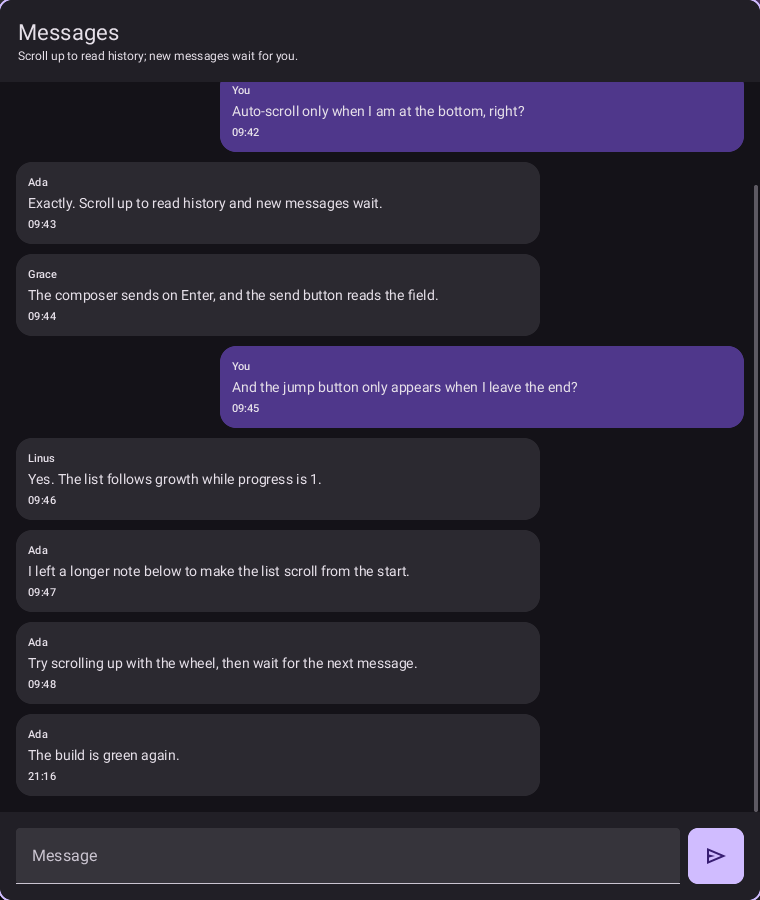 Messages
Scroll up to read history; new messages wait for you.
You
Auto-scroll only when I am at the bottom, right?
09:42
Ada
Exactly. Scroll up to read history and new messages wait.
09:43
Grace
The composer sends on Enter, and the send button reads the field.
09:44
You
And the jump button only appears when I leave the end?
09:45
Linus
Yes. The list follows growth while progress is 1.
09:46
Ada
I left a longer note below to make the list scroll from the start.
09:47
Ada
Try scrolling up with the wheel, then wait for the next message.
09:48
Ada
The build is green again.
21:16
Message